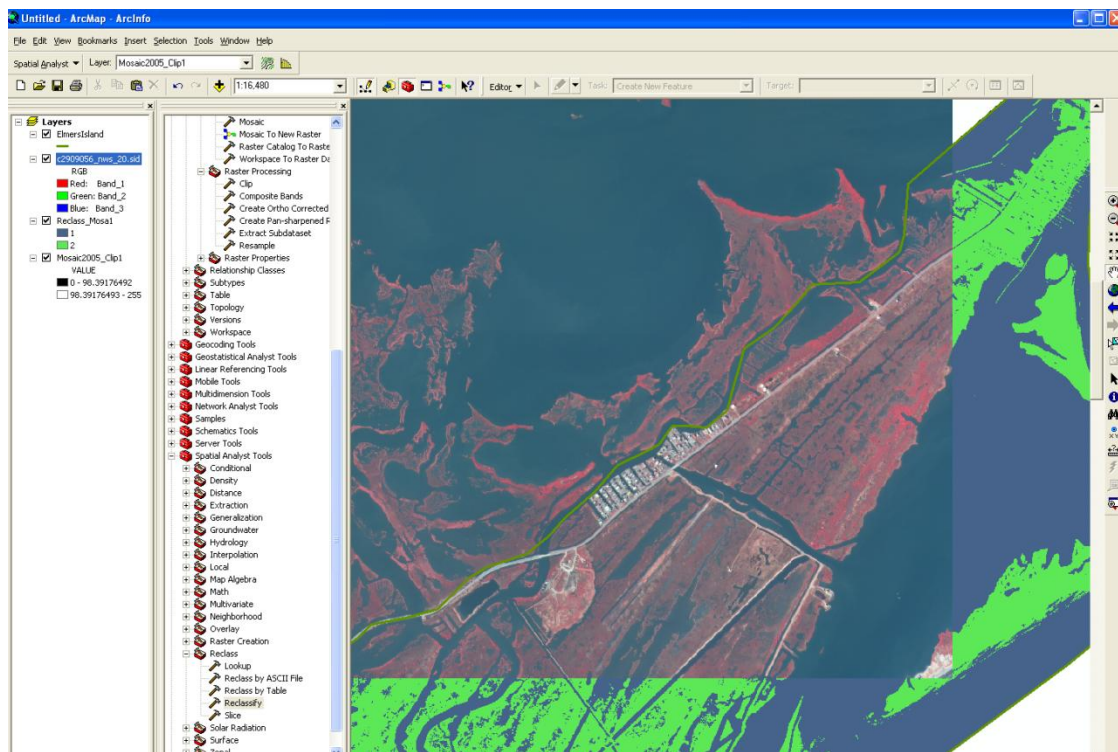 Untitled - ArcMap - ArcInfo
File Edit View Bookmarks Insert Selection Tools Window Help
Spatial Analyst Layer: Mosaic2005_Clip1
1:16,480 Editor Task: Create New Feature Target:
Layers
ElmersIsland
c2909056_nws_20.sid
RGB
Red: Band_1
Green: Band_2
Blue: Band_3
Reclass_Mosa1
1
2
Mosaic2005_Clip1
VALUE
0 - 98.39176492
98.39176493 - 255
Mosaic
Mosaic To New Raster
Raster Catalog To Raste
Workspace To Raster Da
Raster Processing
Clip
Composite Bands
Create Ortho Corrected
Create Pan-sharpened R
Extract Subdataset
Resample
Raster Properties
Relationship Classes
Subtypes
Table
Topology
Versions
Workspace
Geocoding Tools
Geostatistical Analyst Tools
Linear Referencing Tools
Mobile Tools
Multidimension Tools
Network Analyst Tools
Samples
Schematics Tools
Server Tools
Spatial Analyst Tools
Conditional
Density
Distance
Extraction
Generalization
Groundwater
Hydrology
Interpolation
Local
Map Algebra
Math
Multivariate
Neighborhood
Overlay
Raster Creation
Reclass
Lookup
Reclass by ASCII File
Reclass by Table
Reclassify
Slice
Solar Radiation
Surface